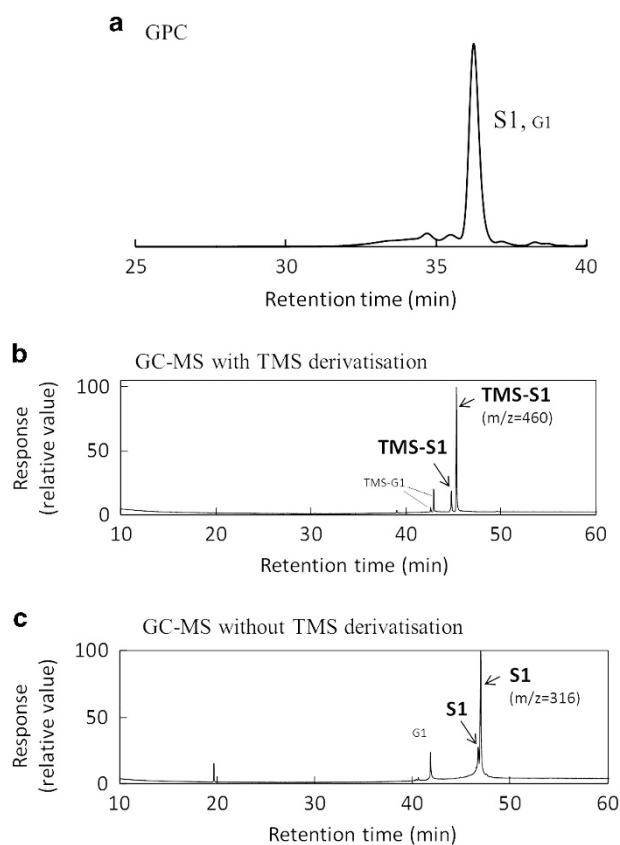 a
GPC
S1, G1
25 30 35 40
Retention time (min)
b
GC-MS with TMS derivatisation
Response
(relative value)
100
50
0
TMS-S1
(m/z=460)
TMS-S1
TMS-G1
10 20 30 40 50 60
Retention time (min)
c
GC-MS without TMS derivatisation
Response
(relative value)
100
50
0
S1
(m/z=316)
S1
G1
10 20 30 40 50 60
Retention time (min)